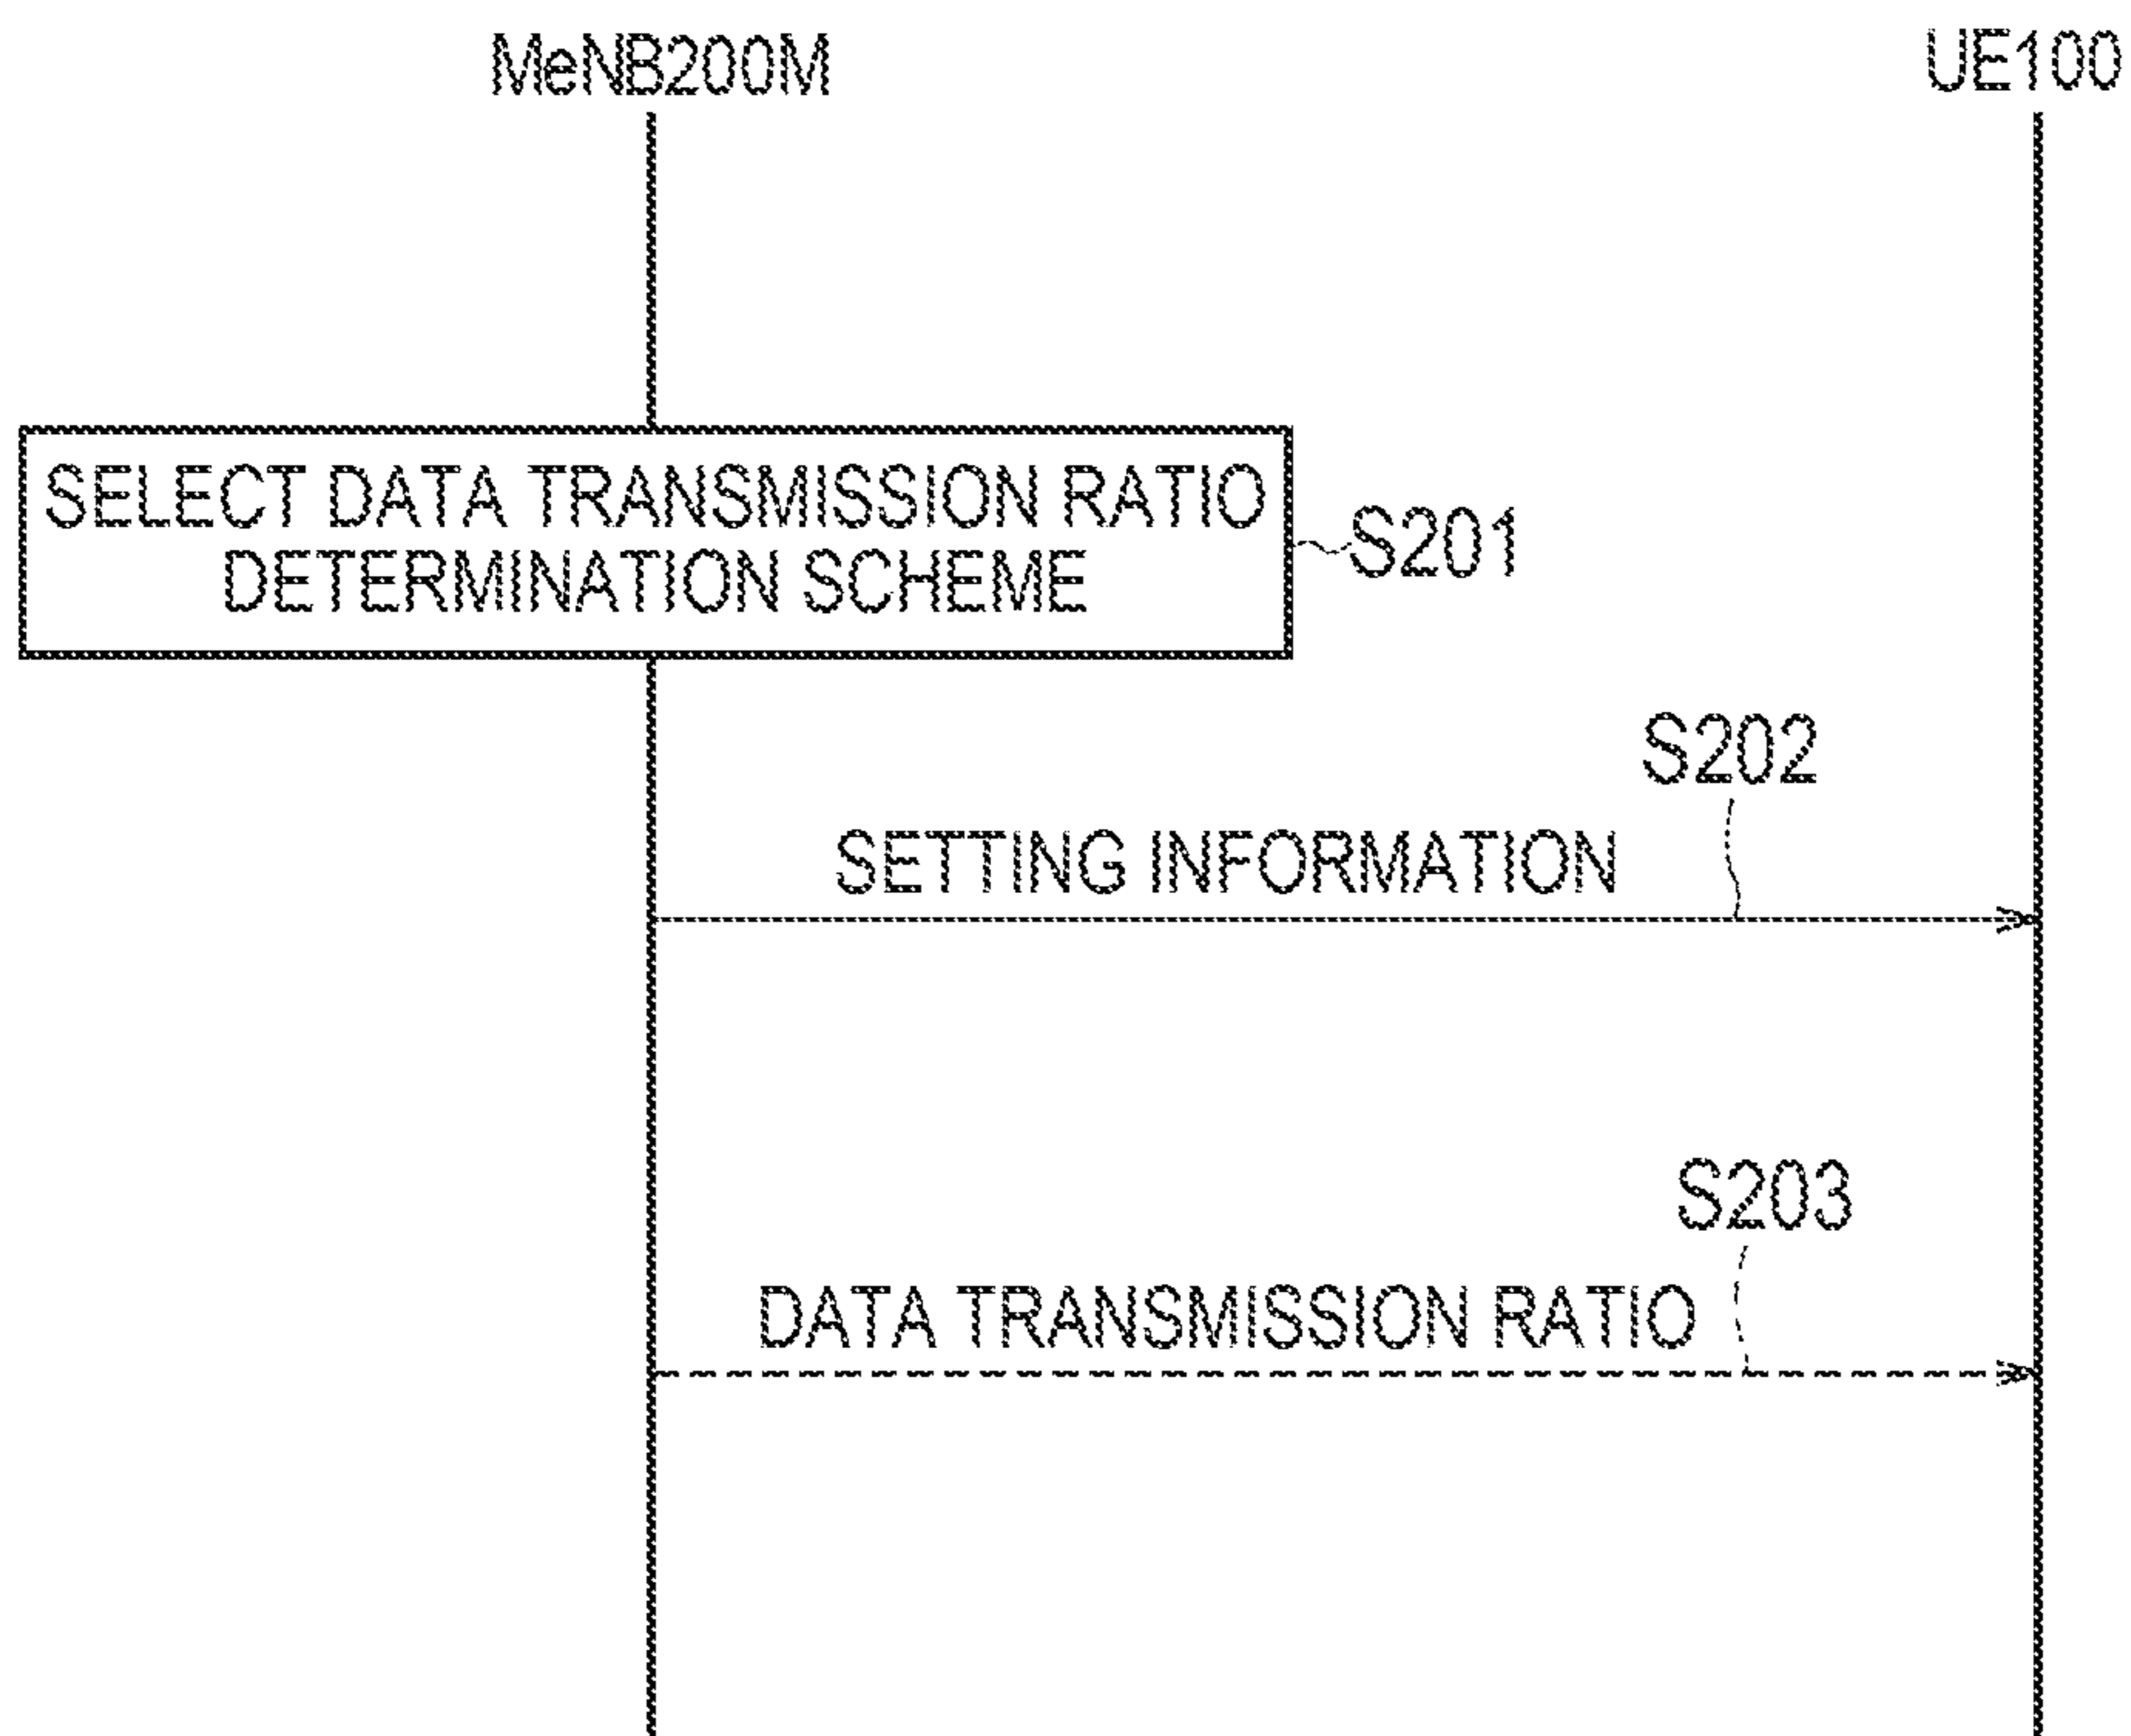 MeNB200M
UE100
SELECT DATA TRANSMISSION RATIO
DETERMINATION SCHEME
S201
S202
SETTING INFORMATION
S203
DATA TRANSMISSION RATIO